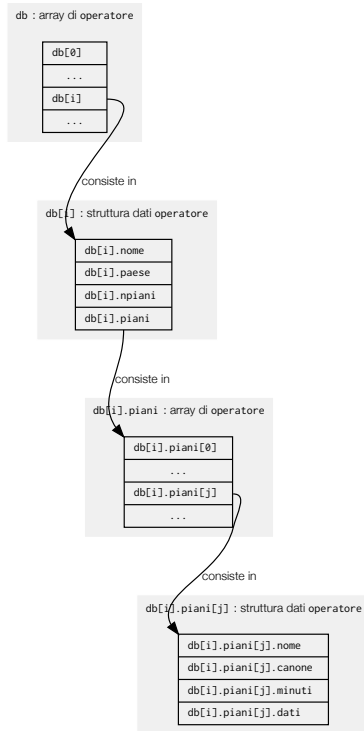 db : array di operatore
db[0]
...
db[i]
...
consiste in
db[i] : struttura dati operatore
db[i].nome
db[i].paese
db[i].npiani
db[i].piani
consiste in
db[i].piani : array di operatore
db[i].piani[0]
...
db[i].piani[j]
...
consiste in
db[i].piani[j] : struttura dati operatore
db[i].piani[j].nome
db[i].piani[j].canone
db[i].piani[j].minuti
db[i].piani[j].dati